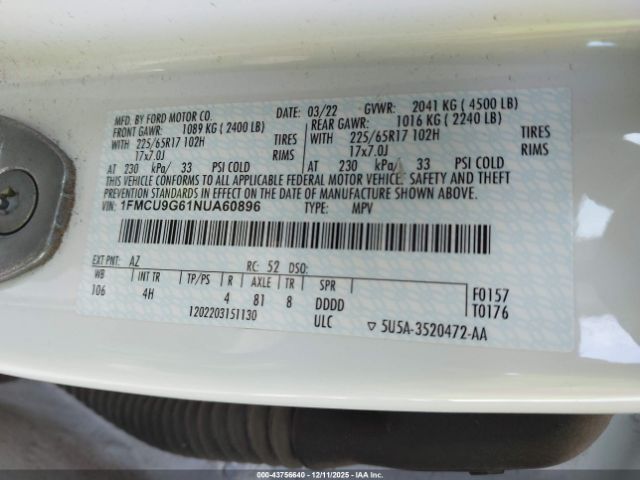 MFD. BY FORD MOTOR CO. DATE: 03/22 GVWR: 2041 KG ( 4500 LB)
FRONT GAWR: 1089 KG ( 2400 LB) REAR GAWR: 1016 KG ( 2240 LB)
WITH 225/65R17 102H TIRES WITH 225/65R17 102H TIRES
17x7.0J RIMS 17x7.0J RIMS
AT 230 kPa/ 33 PSI COLD AT 230 kPa/ 33 PSI COLD
THIS VEHICLE CONFORMS TO ALL APPLICABLE FEDERAL MOTOR VEHICLE, SAFETY AND THEFT
PREVENTION STANDARDS IN EFFECT ON THE DATE OF MANUFACTURE SHOWN ABOVE.
VIN: 1FMCU9G61NUA60896 TYPE: MPV
EXT PNT: AZ RC: 52 DSO:
WB INT TR TP/PS R AXLE TR SPR
106 4H 4 81 8 DDDD
F0157
T0176
1202203151130 ULC 5U5A-3520472-AA
000-43756640 - 12/11/2025 - IAAI.COM